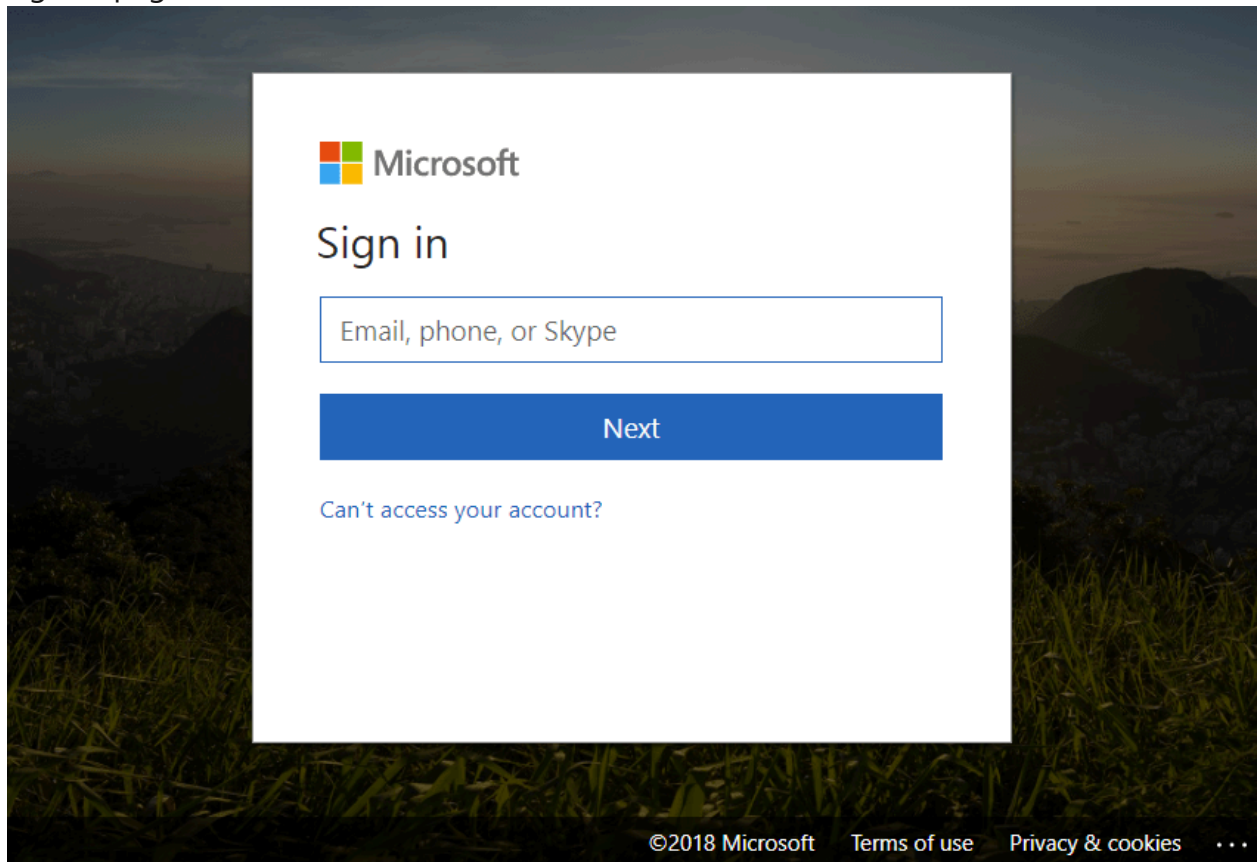 Microsoft
Sign in
Email, phone, or Skype
Next
Can't access your account?
©2018 Microsoft Terms of use Privacy & cookies ...